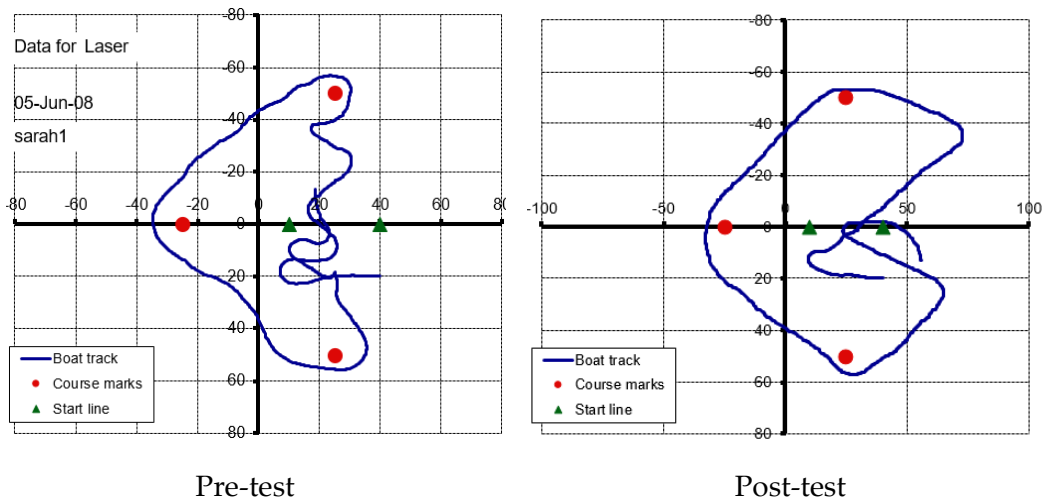 -80
Data for Laser
-60
-40
05-Jun-08
sarah1
-20
-80 -60 -40 -20 0 20 40 60 80
0
20
40
60
80
Boat track
Course marks
Start line
Pre-test
-80
-60
-40
-20
-100 -50 0 50 100
0
20
40
60
80
Boat track
Course marks
Start line
Post-test